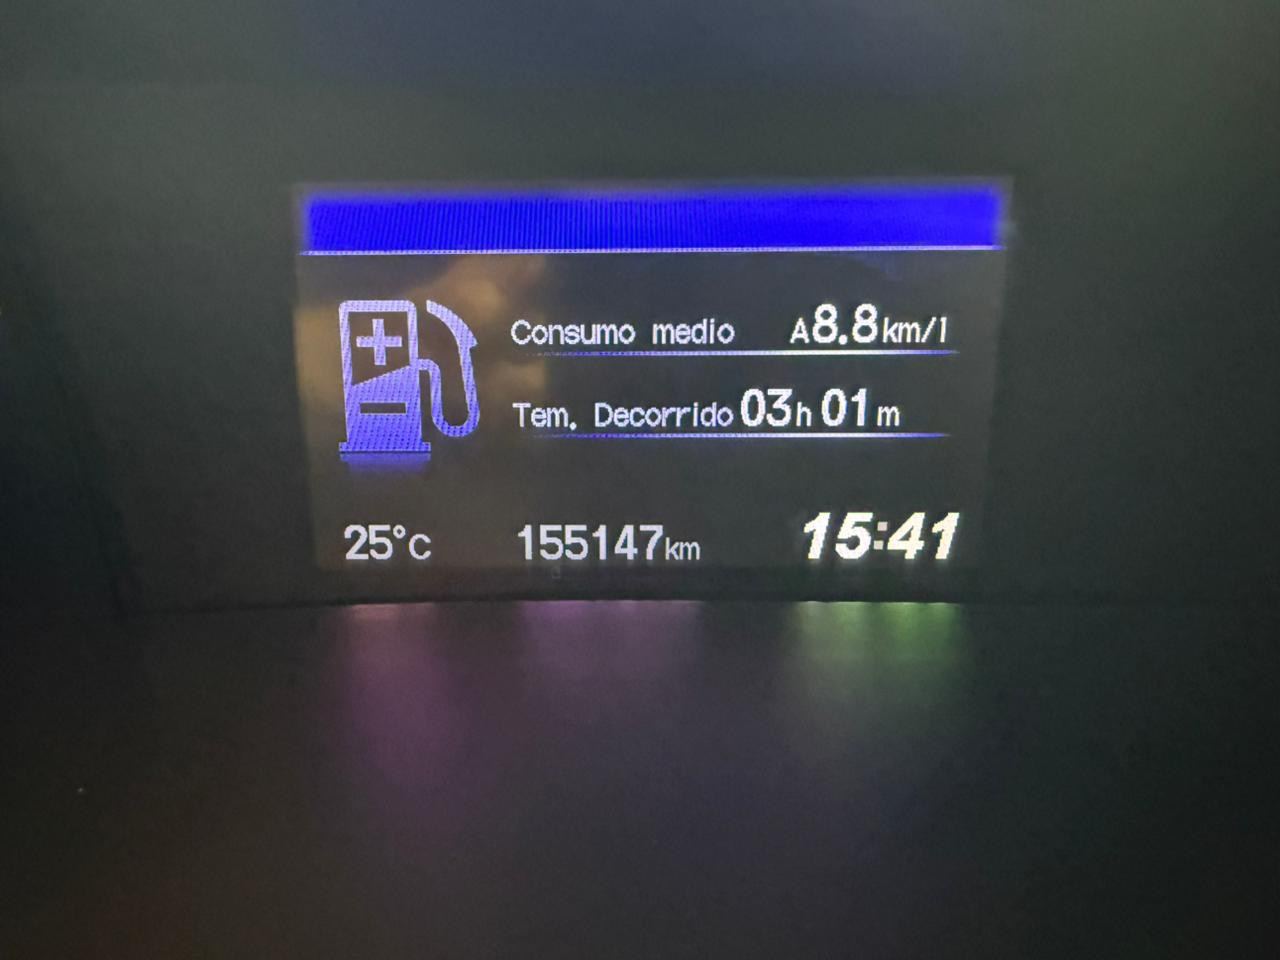 Consumo medio A8.8km/l
Tem. Decorrido 03h 01m
25°C 155147km 15:41